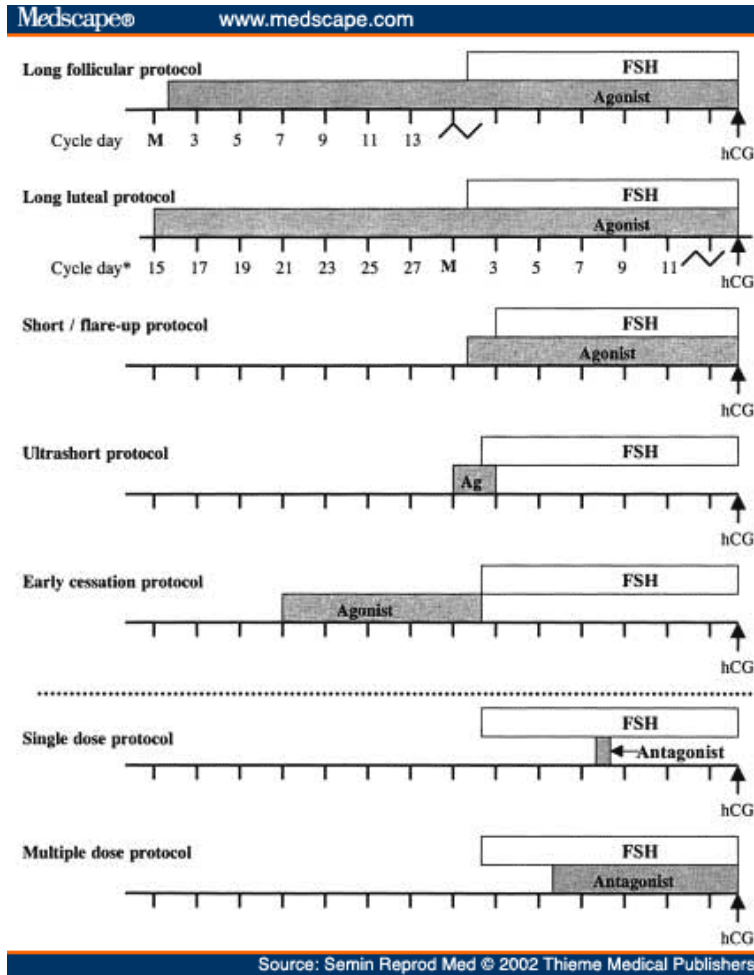 Medscape® www.medscape.com
Long follicular protocol
FSH
Agonist
Cycle day M 3 5 7 9 11 13
hCG
Long luteal protocol
FSH
Agonist
Cycle day* 15 17 19 21 23 25 27 M 3 5 7 9 11
hCG
Short / flare-up protocol
FSH
Agonist
hCG
Ultrashort protocol
FSH
Ag
hCG
Early cessation protocol
FSH
Agonist
hCG
Single dose protocol
FSH
Antagonist
hCG
Multiple dose protocol
FSH
Antagonist
hCG
Source: Semin Reprod Med © 2002 Thieme Medical Publishers